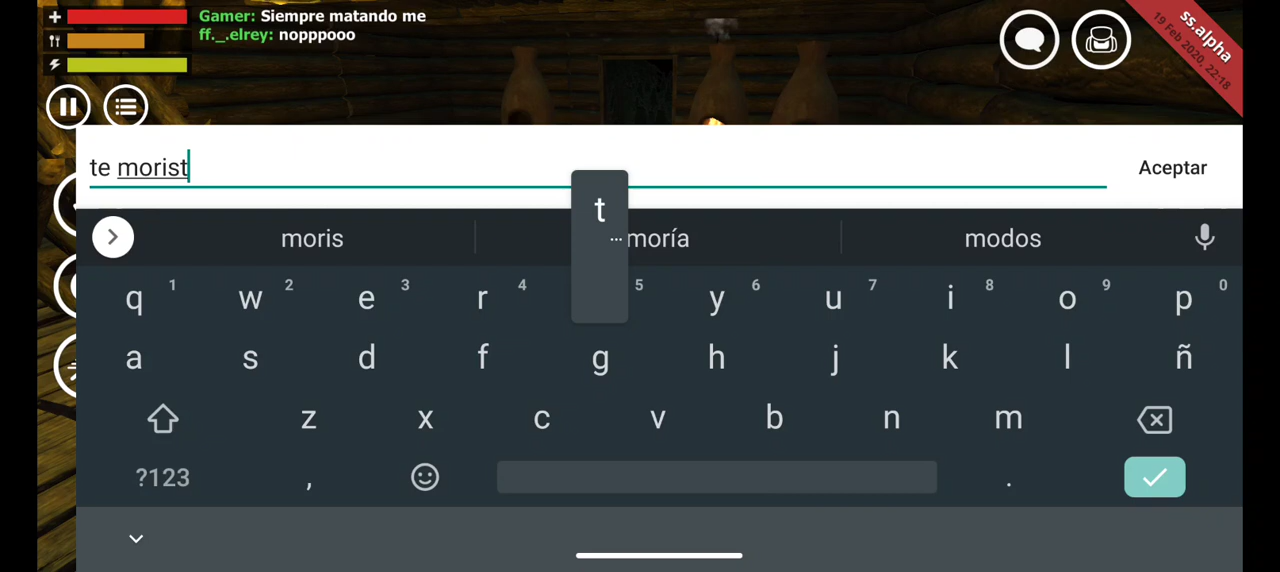 Gamer: Siempre matando me
ff._.elrey: nopppooo
ss.alpha
19 Feb 2020, 22:18
te morist
Aceptar
t
...
moris
moría
modos
q 1 w 2 e 3 r 4 5 y 6 u 7 i 8 o 9 p 0
a s d f g h j k l ñ
z x c v b n m
?123 , .